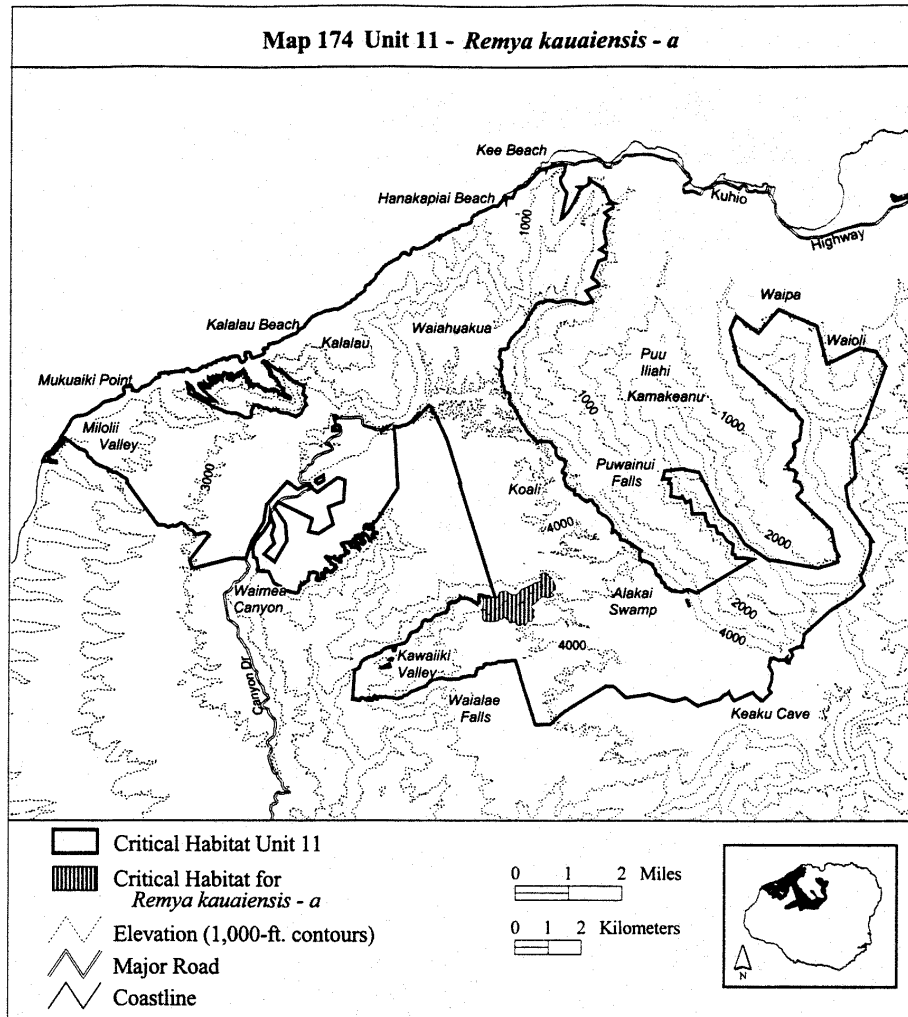 Map 174 Unit 11 - Remya kauaiensis - a
Kee Beach
Hanakapiai Beach
Kuhio
Highway
1000
Waipa
Kalalau Beach
Kalalau
Waiahuakua
Waioli
Mukuaiki Point
Puu
Iliahi
Kamakeanu
1000
1000
Milolii
Valley
3000
Puwainui
Falls
Koali
4000
2000
Waimea
Canyon
Alakai
Swamp
2000
4000
4000
Kawaiiki
Valley
Canyon Dr
Waialae
Falls
Keaku Cave
Critical Habitat Unit 11
Critical Habitat for
Remya kauaiensis - a
Elevation (1,000-ft. contours)
Major Road
Coastline
0 1 2 Miles
0 1 2 Kilometers
N